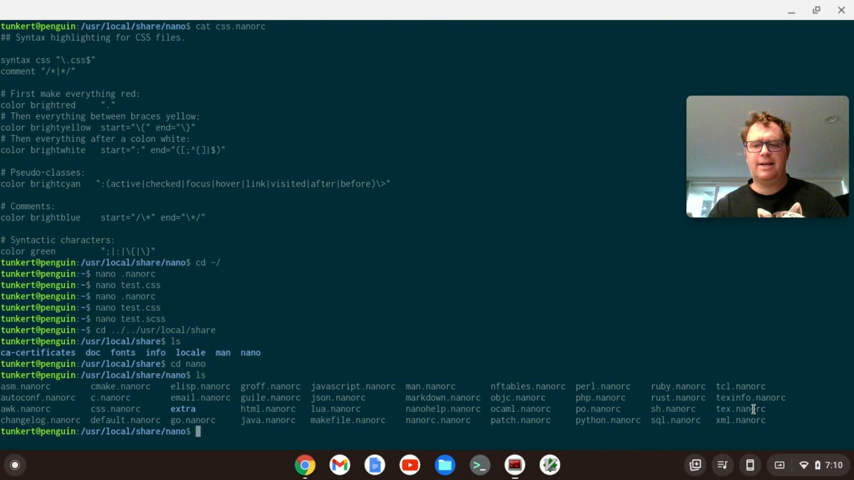 tunkert@penguin:/usr/local/share/nano$ cat css.nanorc
## Syntax highlighting for CSS files.
syntax css "\.css$"
comment "/*|*/"
# First make everything red:
color brightred "."
# Then everything between braces yellow:
color brightyellow start="\{" end="\}"
# Then everything after a colon white:
color brightwhite start=":" end="([;^{]|$)"
# Pseudo-classes:
color brightcyan ":(active|checked|focus|hover|link|visited|after|before)\>"
# Comments:
color brightblue start="/\*" end="\*/"
# Syntactic characters:
color green ";|:|\{|\}"
tunkert@penguin:/usr/local/share/nano$ cd ~/
tunkert@penguin:~$ nano .nanorc
tunkert@penguin:~$ nano test.css
tunkert@penguin:~$ nano .nanorc
tunkert@penguin:~$ nano test.css
tunkert@penguin:~$ nano test.scss
tunkert@penguin:~$ cd ../../usr/local/share
tunkert@penguin:/usr/local/share$ ls
ca-certificates doc fonts info locale man nano
tunkert@penguin:/usr/local/share$ cd nano
tunkert@penguin:/usr/local/share/nano$ ls
asm.nanorc cmake.nanorc elisp.nanorc groff.nanorc javascript.nanorc man.nanorc nftables.nanorc perl.nanorc ruby.nanorc tcl.nanorc
autoconf.nanorc c.nanorc email.nanorc guile.nanorc json.nanorc markdown.nanorc objc.nanorc php.nanorc rust.nanorc texinfo.nanorc
awk.nanorc css.nanorc extra html.nanorc lua.nanorc nanohelp.nanorc ocaml.nanorc po.nanorc sh.nanorc tex.nanorc
changelog.nanorc default.nanorc go.nanorc java.nanorc makefile.nanorc nanorc.nanorc patch.nanorc python.nanorc sql.nanorc xml.nanorc
tunkert@penguin:/usr/local/share/nano$
7:10